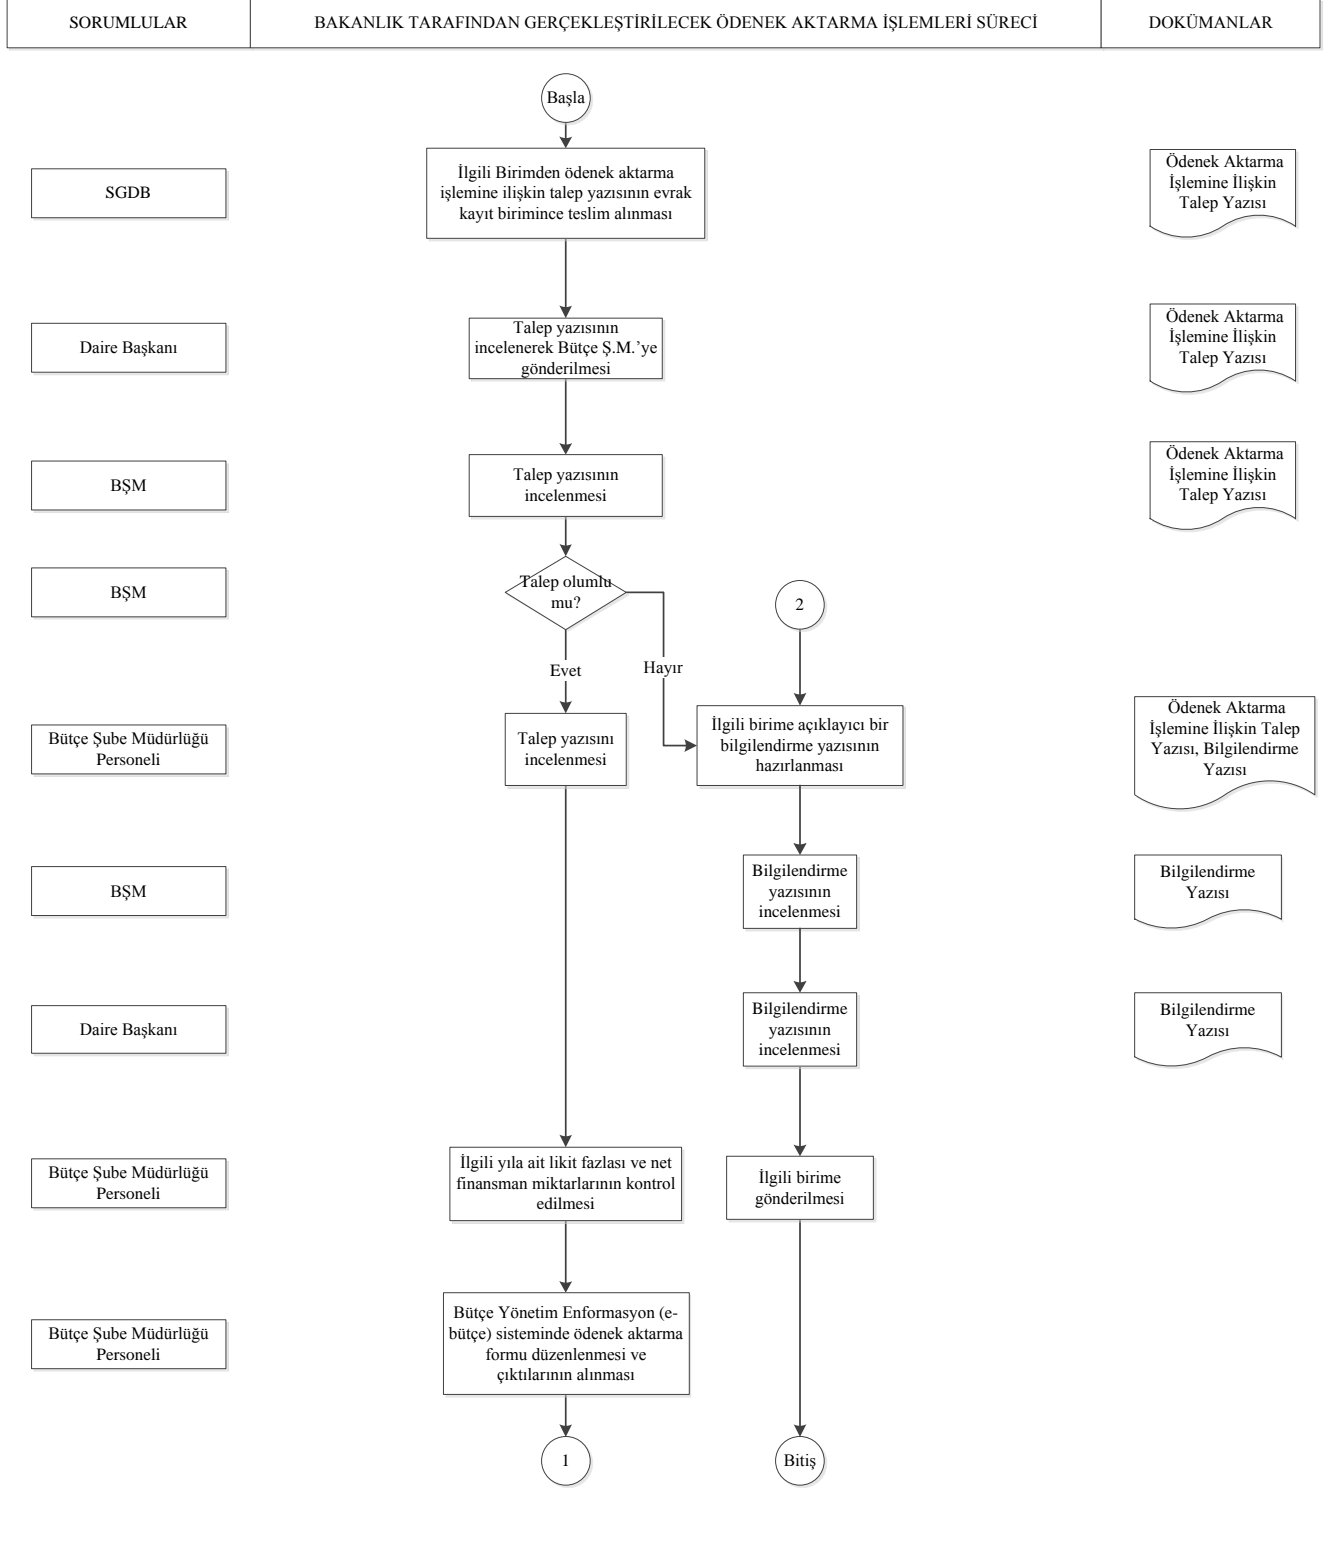 SORUMLULAR
BAKANLIK TARAFINDAN GERÇEKLEŞTİRİLECEK ÖDENEK AKTARMA İŞLEMLERİ SÜRECİ
DOKÜMANLAR
Başla
SGDB
İlgili Birimden ödenek aktarma
işlemine ilişkin talep yazısının evrak
kayıt birimince teslim alınması
Ödenek Aktarma
İşlemine İlişkin
Talep Yazısı
Daire Başkanı
Talep yazısının
incelenerek Bütçe Ş.M.’ye
gönderilmesi
Ödenek Aktarma
İşlemine İlişkin
Talep Yazısı
BŞM
Talep yazısının
incelenmesi
Ödenek Aktarma
İşlemine İlişkin
Talep Yazısı
BŞM
Talep olumlu
mu?
2
Evet
Hayır
Bütçe Şube Müdürlüğü
Personeli
Talep yazısını
incelenmesi
İlgili birime açıklayıcı bir
bilgilendirme yazısının
hazırlanması
Ödenek Aktarma
İşlemine İlişkin Talep
Yazısı, Bilgilendirme
Yazısı
BŞM
Bilgilendirme
yazısının
incelenmesi
Bilgilendirme
Yazısı
Daire Başkanı
Bilgilendirme
yazısının
incelenmesi
Bilgilendirme
Yazısı
Bütçe Şube Müdürlüğü
Personeli
İlgili yıla ait likit fazlası ve net
finansman miktarlarının kontrol
edilmesi
İlgili birime
gönderilmesi
Bütçe Şube Müdürlüğü
Personeli
Bütçe Yönetim Enformasyon (e-
bütçe) sisteminde ödenek aktarma
formu düzenlenmesi ve
çıktılarının alınması
1
Bitiş